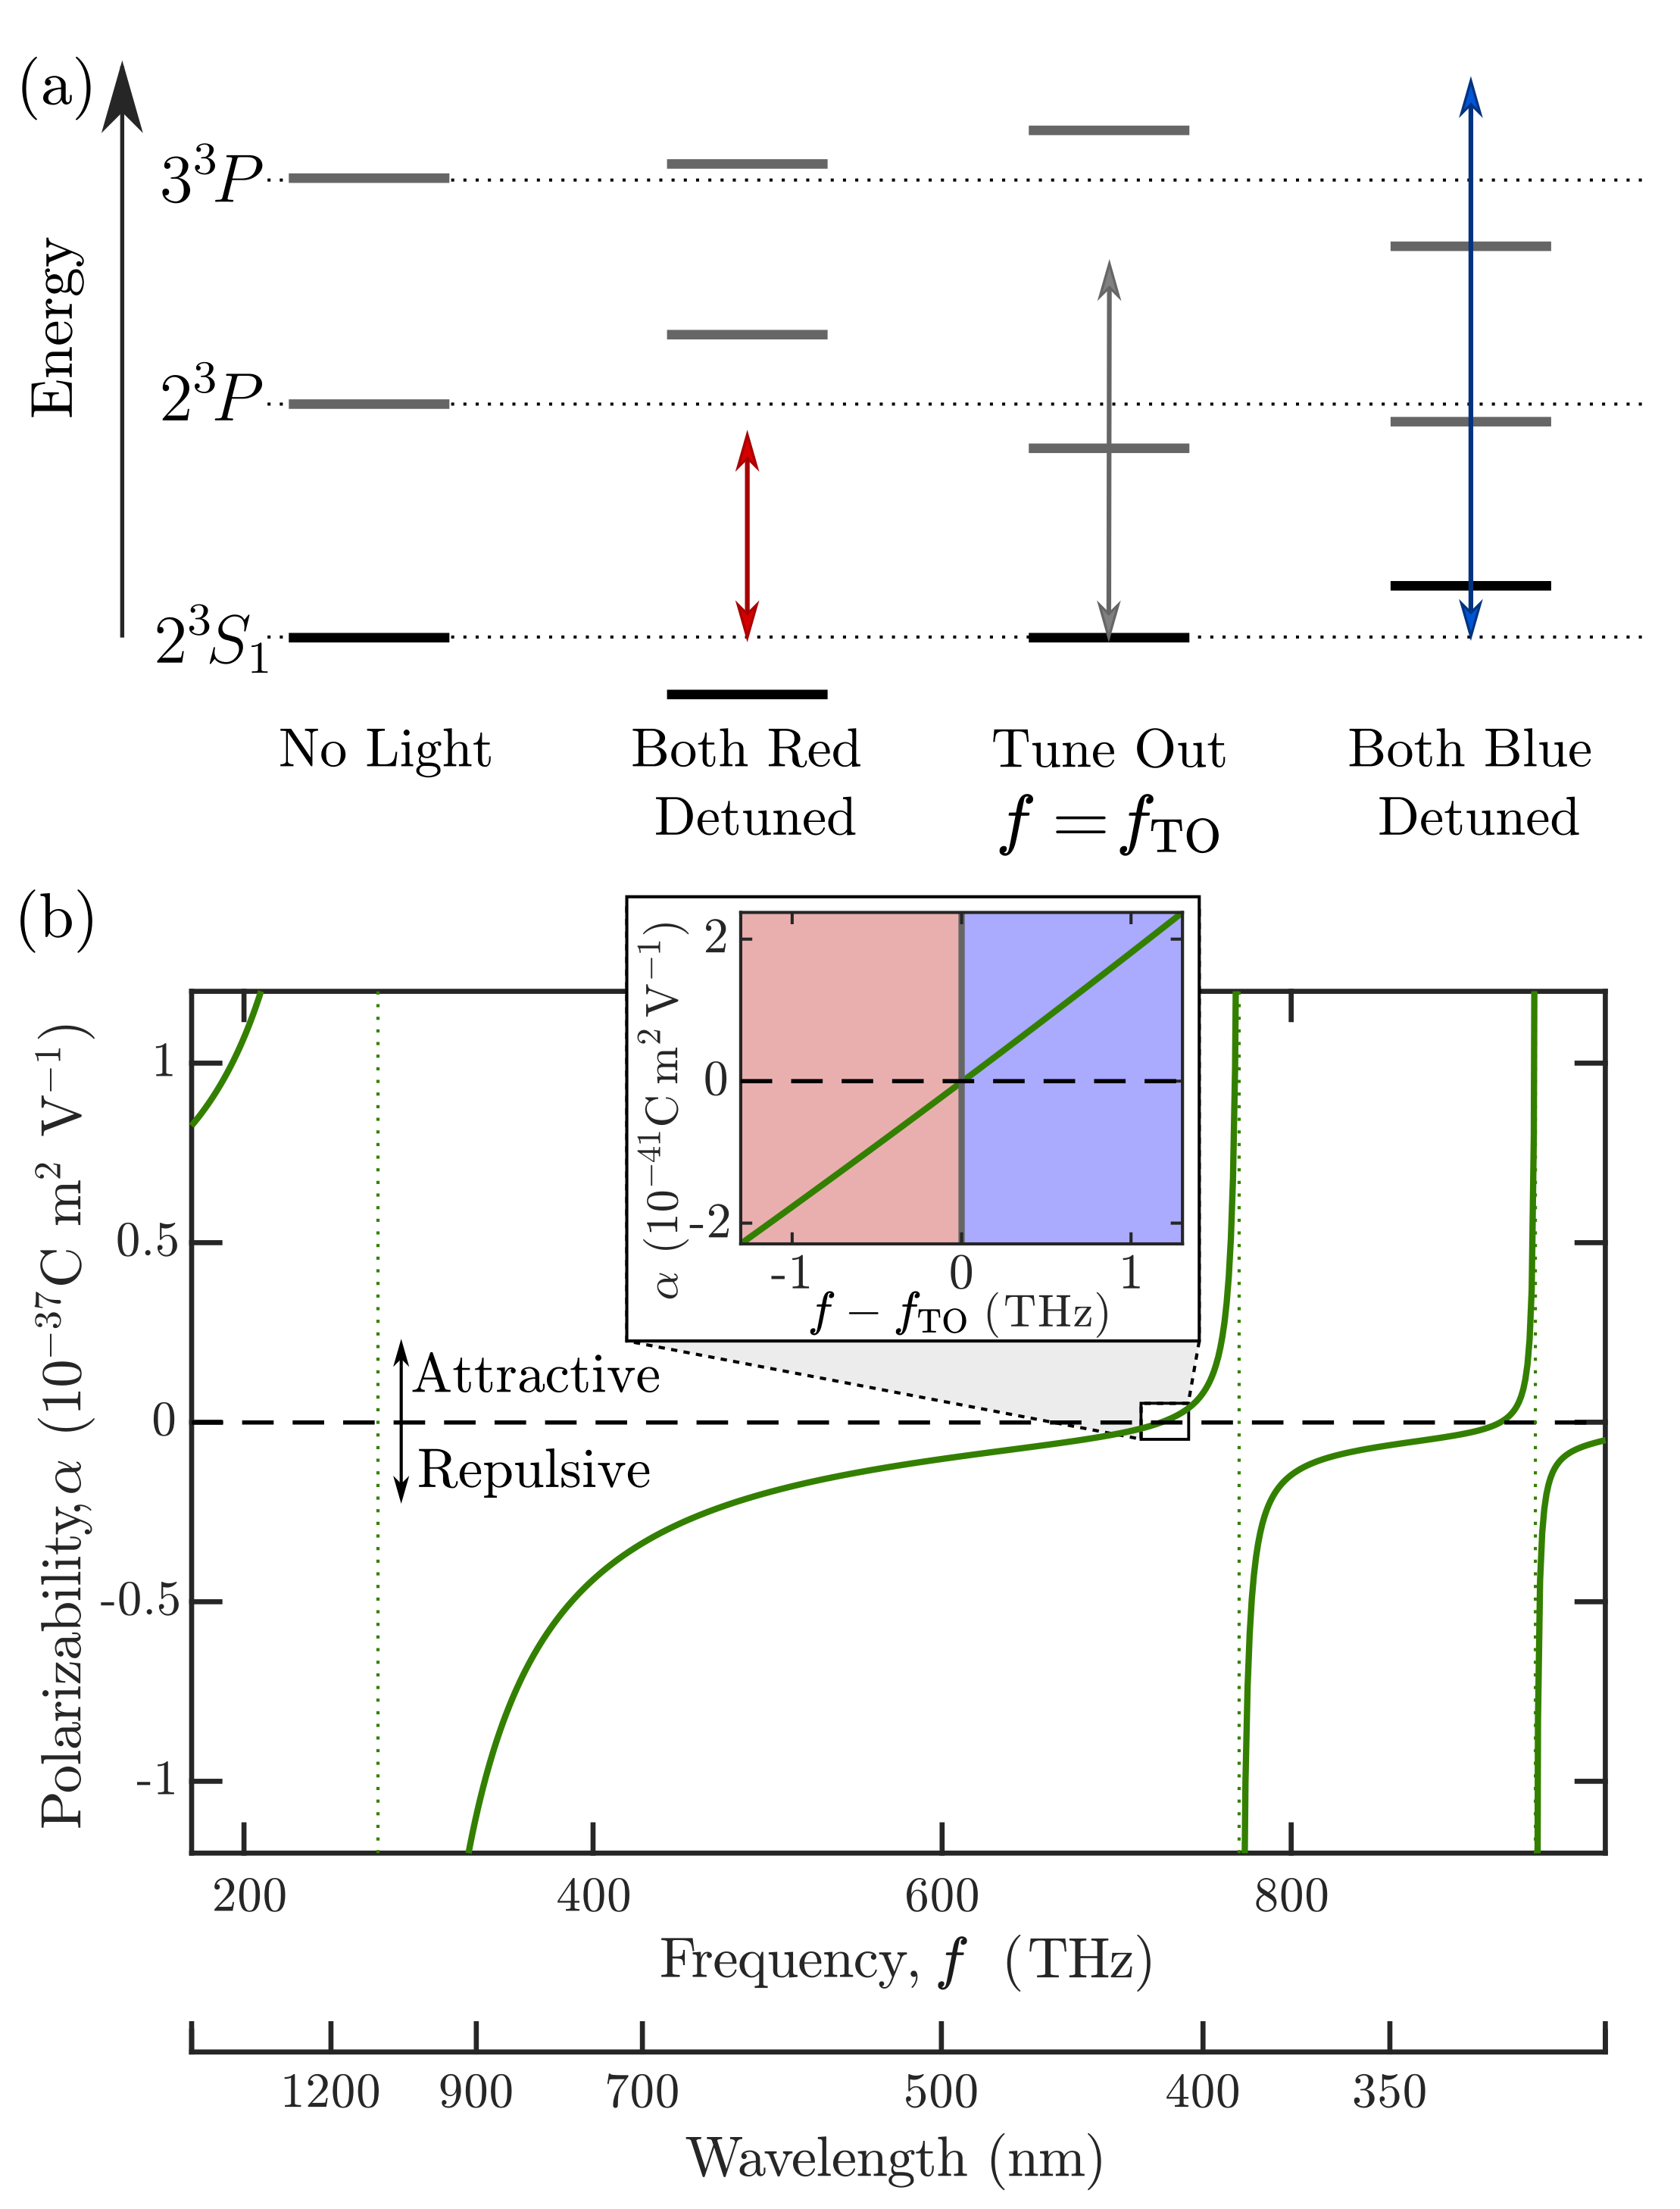 (a)
Energy
3³P
2³P
2³S₁
No Light
Both Red
Detuned
Tune Out
f = f_TO
Both Blue
Detuned
(b)
α (10⁻⁴¹C m² V⁻¹)
2
0
-2
-1 0 1
f − f_TO (THz)
Polarizability, α (10⁻³⁷C m² V⁻¹)
1
0.5
0
-0.5
-1
Attractive
Repulsive
200 400 600 800
Frequency, f (THz)
1200 900 700 500 400 350
Wavelength (nm)